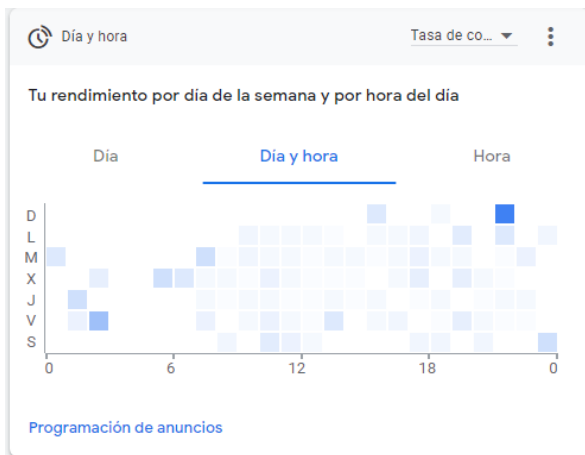 Día y hora
Tasa de co...
Tu rendimiento por día de la semana y por hora del día
Día
Día y hora
Hora
D
L
M
X
J
V
S
0 6 12 18 0
Programación de anuncios